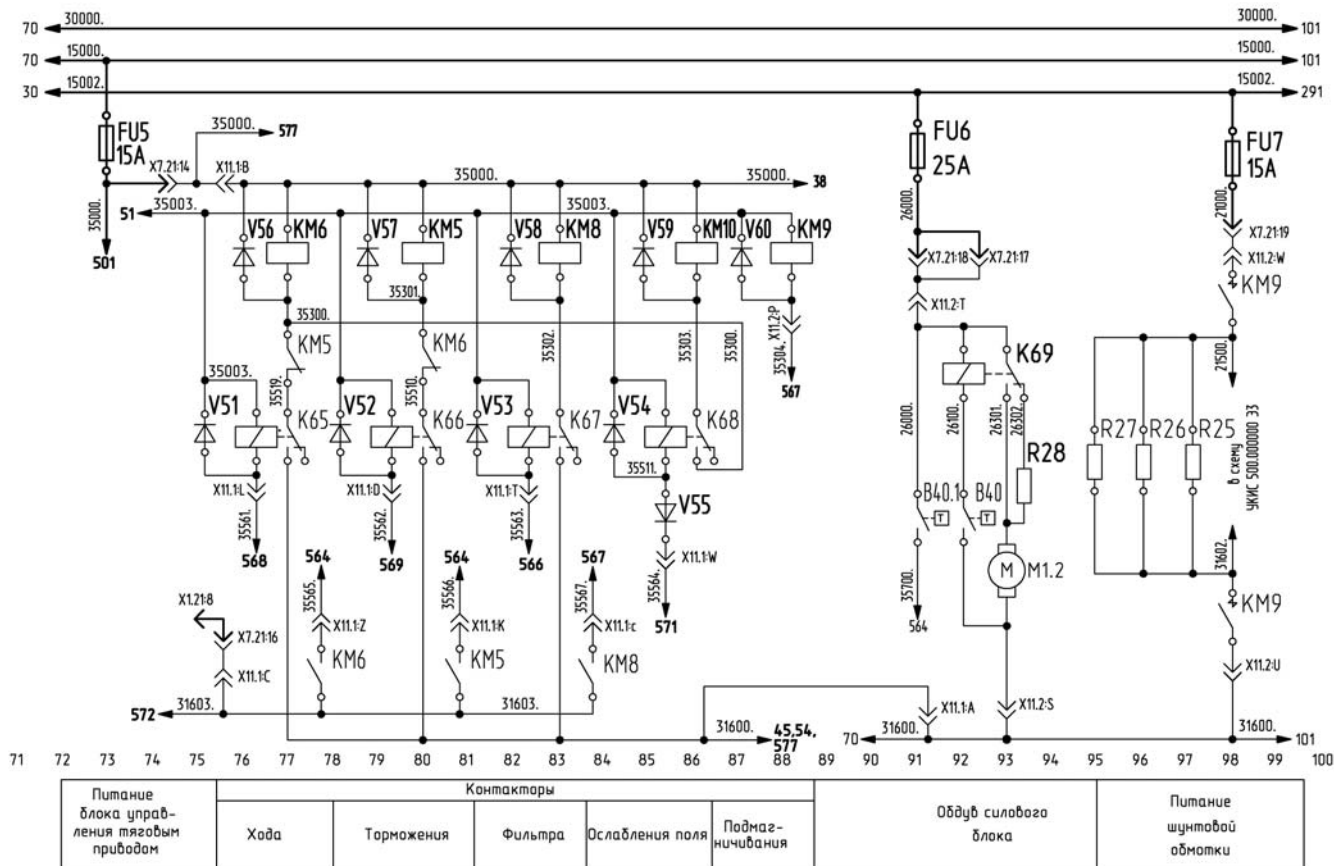 70 30000. 30000. 101
70 15000. 15000. 101
30 15002. 15002. 291
FU5
15A
35000. 577
X7.21:14 X11.1:B
35000. 35000. 38
35000.
501
51 35003. 35003.
V56 KM6 V57 KM5 V58 KM8 V59 KM10 V60 KM9
FU6
25A
FU7
15A
26000. 21000.
X7.21:18 X7.21:17
X7.21:19
X11.2:W
KM9
X11.2:T
35301.
35300.
KM5 KM6
35302. 35303. 35300.
X11.2:P
35304.
567
35003.
35519. 35510.
V51 K65 V52 K66 V53 K67 V54 K68
K69
26000. 26100. 26301. 26302.
21500.
R28
R27 R26 R25
в схему
УКИС 500.000000 ЭЗ
35511.
V55
X11.1:L X11.1:D X11.1:T
35561. 35562. 35563.
568 569 566
X11.1:W
35564.
571
B40.1 T B40 T
M M1.2
35700.
564
31602.
KM9
564 564 567
35565. 35566. 35567.
X1.21:8
X7.21:16
X11.1:C
X11.1:Z X11.1:K X11.1:c
KM6 KM5 KM8
X11.2:U
572 31603. 31603.
X11.1:A X11.2:S
31600. 45,54,
577
70 31600. 31600. 101
71 72 73 74 75 76 77 78 79 80 81 82 83 84 85 86 87 88 89 90 91 92 93 94 95 96 97 98 99 100
Питание
блока управ-
ления тяговым
приводом
Контакторы
Хода
Торможения
Фильтра
Ослабления поля
Подмаг-
ничивания
Обдув силового
блока
Питание
шунтовой
обмотки